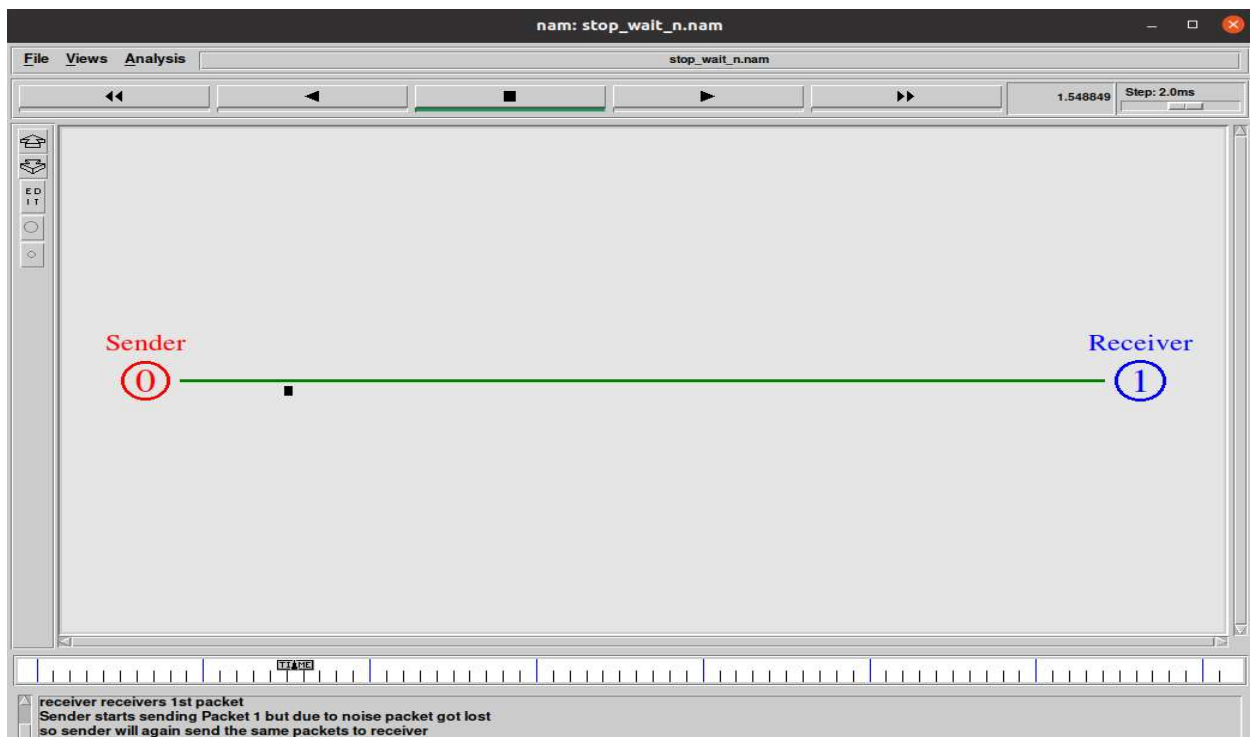 nam: stop_wait_n.nam
File Views Analysis stop_wait_n.nam
1.548849 Step: 2.0ms
E D
I T
Sender Receiver
0 1
TIME
receiver receivers 1st packet
Sender starts sending Packet 1 but due to noise packet got lost
so sender will again send the same packets to receiver